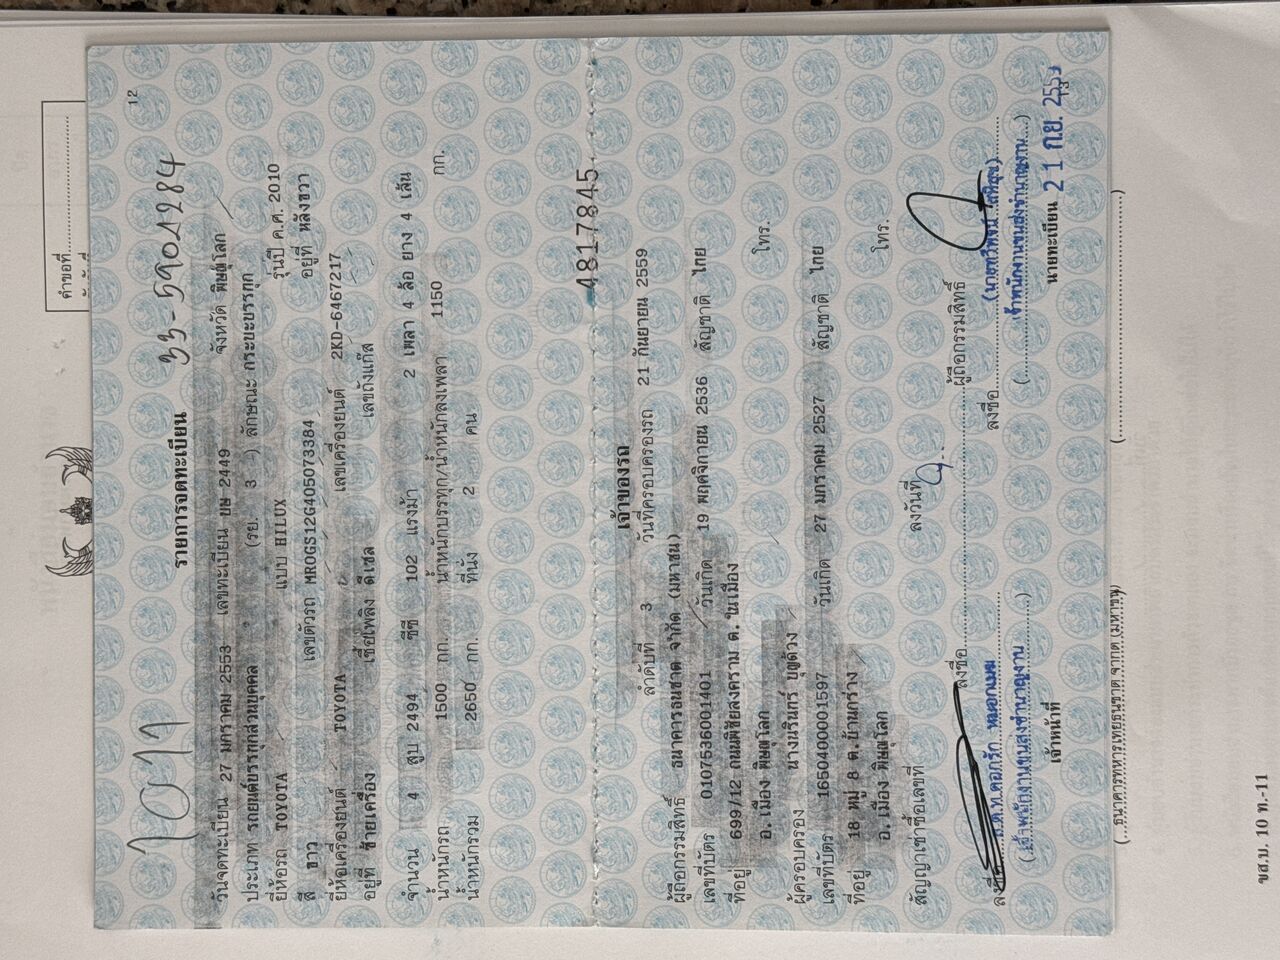 คำขอที่
12
1011
33-5901284
รายการจดทะเบียน
วันจดทะเบียน 27 มกราคม 2553 เลขทะเบียน บษ 2449 จังหวัด พิษณุโลก
ประเภท รถยนต์บรรทุกส่วนบุคคล (รย. 3 ) ลักษณะ กระบะบรรทุก
ยี่ห้อรถ TOYOTA แบบ HILUX รุ่นปี ค.ศ. 2010
สี ขาว เลขตัวรถ MROGS12G405073384 อยู่ที่ หลังขวา
ยี่ห้อเครื่องยนต์ TOYOTA เลขเครื่องยนต์ 2KD-6467217
อยู่ที่ ซ้ายเครื่อง เชื้อเพลิง ดีเซล เลขถังแก๊ส
จำนวน 4 สูบ 2494 ซีซี 102 แรงม้า 2 เพลา 4 ล้อ ยาง 4 เส้น
น้ำหนักรถ 1500 กก. น้ำหนักบรรทุก/น้ำหนักลงเพลา 1150 กก.
น้ำหนักรวม 2650 กก. ที่นั่ง 2 คน
4817845
เจ้าของรถ
ลำดับที่ 3 วันที่ครอบครองรถ 21 กันยายน 2559
ผู้ถือกรรมสิทธิ์ ธนาคารธนชาต จำกัด (มหาชน)
เลขที่บัตร 0107536001401 วันเกิด 19 พฤศจิกายน 2536 สัญชาติ ไทย
ที่อยู่ 699/12 ถนนพิชัยสงคราม ต.ในเมือง
อ.เมือง พิษณุโลก โทร.
ผู้ครอบครอง นางนรินทร์ บุูด้วง
เลขที่บัตร 1650400001597 วันเกิด 27 มกราคม 2527 สัญชาติ ไทย
ที่อยู่ 18 หมู่ 8 ต.บ้านกร่าง
อ.เมือง พิษณุโลก โทร.
สัญญาเช่าซื้อเลขที่ ลงวันที่
ลงชื่อ ผู้ถือกรรมสิทธิ์
ลงชื่อ ลงชื่อ
(เจ้าพนักงานขนส่งชำนาญงาน) (เจ้าพนักงานขนส่งชำนาญงาน)
เจ้าหน้าที่ นายทะเบียน 21 ก.ย. 2559
ขส.บ. 10 พ.-11